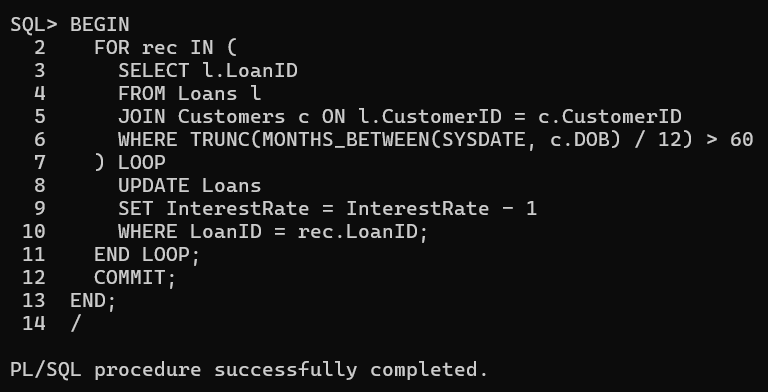 SQL> BEGIN
  2    FOR rec IN (
  3      SELECT l.LoanID
  4      FROM Loans l
  5      JOIN Customers c ON l.CustomerID = c.CustomerID
  6      WHERE TRUNC(MONTHS_BETWEEN(SYSDATE, c.DOB) / 12) > 60
  7    ) LOOP
  8      UPDATE Loans
  9      SET InterestRate = InterestRate - 1
 10      WHERE LoanID = rec.LoanID;
 11    END LOOP;
 12    COMMIT;
 13  END;
 14  /
PL/SQL procedure successfully completed.